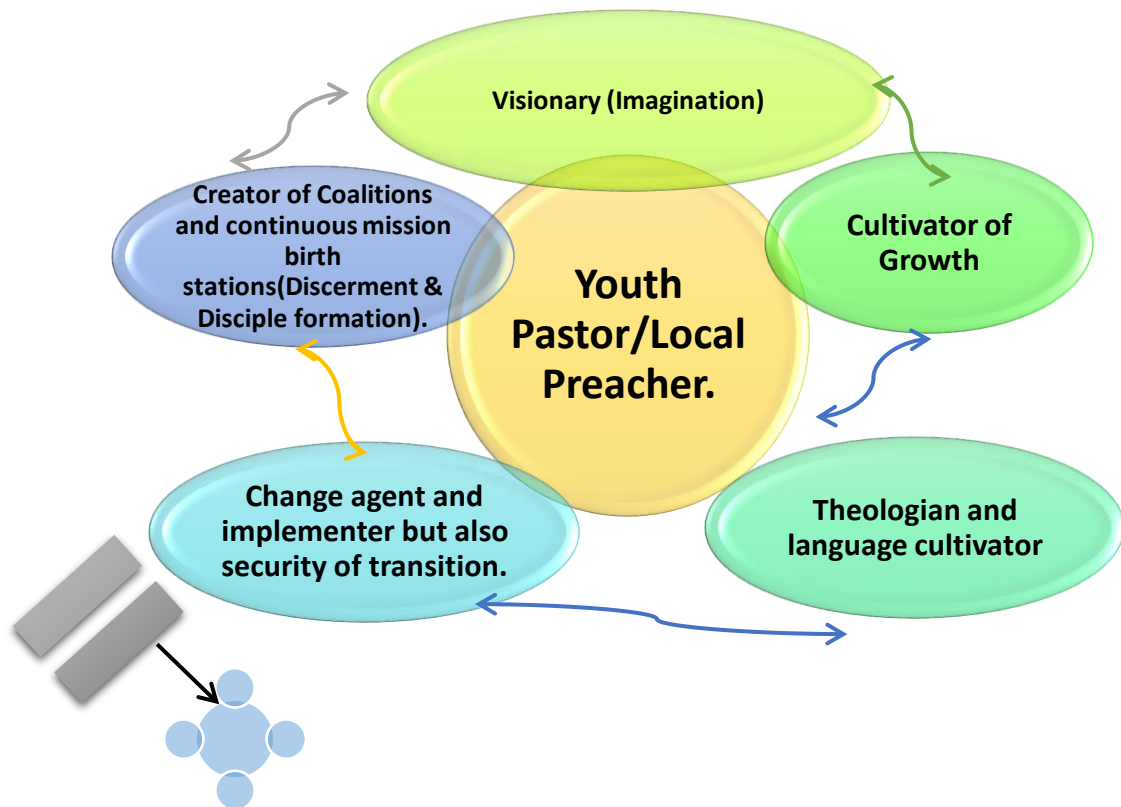 Visionary (Imagination)
Creator of Coalitions
and continuous mission
birth
stations(Discerment &
Disciple formation).
Cultivator of
Growth
Youth
Pastor/Local
Preacher.
Change agent and
implementer but also
security of transition.
Theologian and
language cultivator